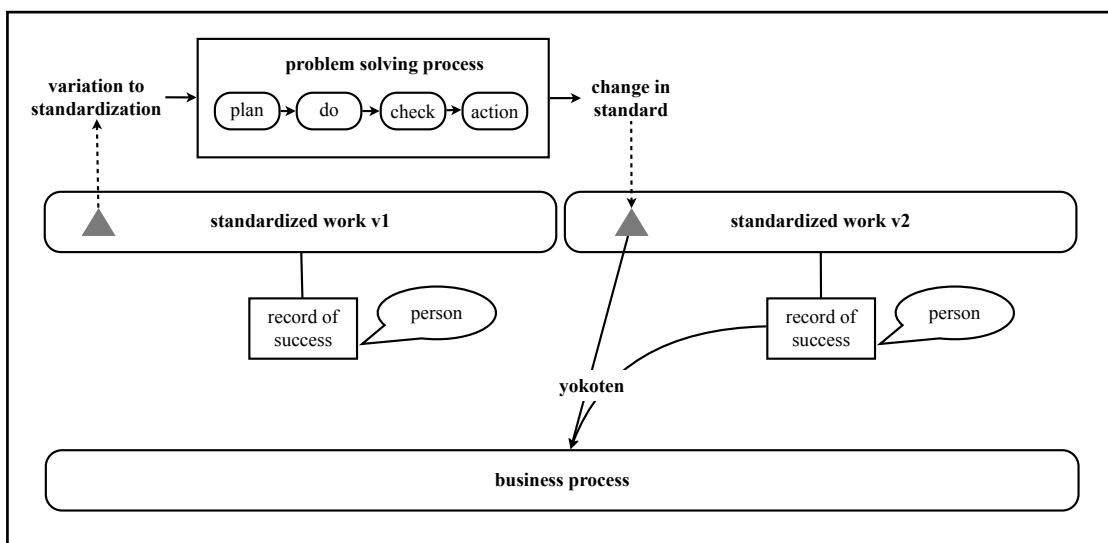 problem solving process
variation to
standardization
plan
do
check
action
change in
standard
standardized work v1
standardized work v2
record of
success
person
record of
success
person
yokoten
business process